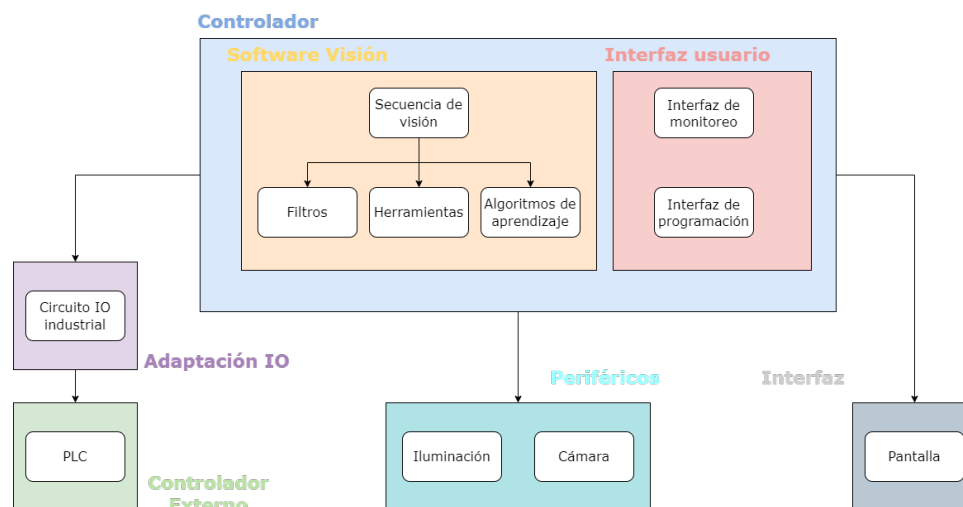 Controlador
Software Visión
Interfaz usuario
Secuencia de
visión
Filtros
Herramientas
Algoritmos de
aprendizaje
Interfaz de
monitoreo
Interfaz de
programación
Circuito IO
industrial
Adaptación IO
Periféricos
Interfaz
PLC
Controlador
Externo
Iluminación
Cámara
Pantalla